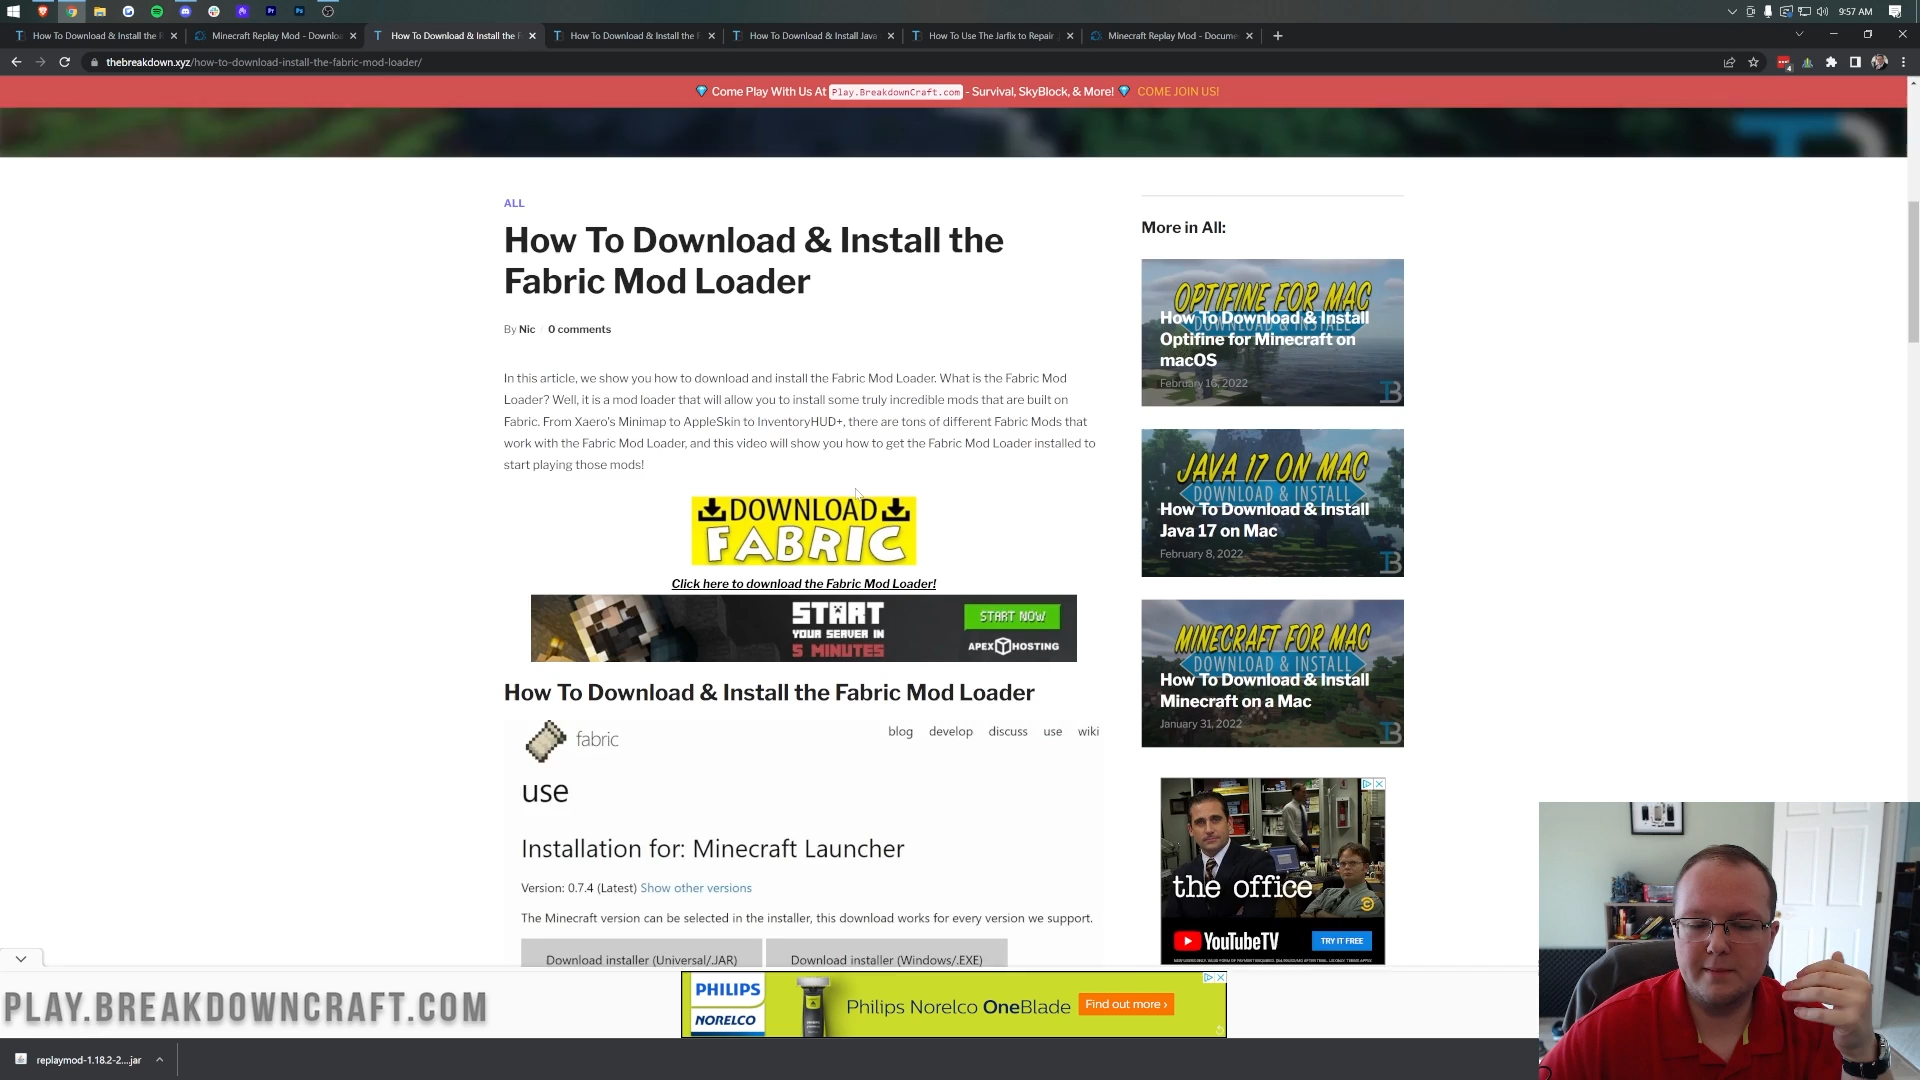 9:57 AM
How To Download & Install the F
Minecraft Replay Mod - Downloa
How To Download & Install the F
How To Download & Install the F
How To Download & Install Java
How To Use The Jarfix to Repair
Minecraft Replay Mod - Docume
thebreakdown.xyz/how-to-download-install-the-fabric-mod-loader/
Come Play With Us At Play.BreakdownCraft.com - Survival, SkyBlock, & More! COME JOIN US!
ALL
How To Download & Install the
Fabric Mod Loader
By Nic / 0 comments
In this article, we show you how to download and install the Fabric Mod Loader. What is the Fabric Mod
Loader? Well, it is a mod loader that will allow you to install some truly incredible mods that are built on
Fabric. From Xaero's Minimap to AppleSkin to InventoryHUD+, there are tons of different Fabric Mods that
work with the Fabric Mod Loader, and this video will show you how to get the Fabric Mod Loader installed to
start playing those mods!
DOWNLOAD
FABRIC
Click here to download the Fabric Mod Loader!
START
YOUR SERVER IN
5 MINUTES
START NOW
APEX HOSTING
How To Download & Install the Fabric Mod Loader
fabric
blog develop discuss use wiki
use
Installation for: Minecraft Launcher
Version: 0.7.4 (Latest) Show other versions
The Minecraft version can be selected in the installer, this download works for every version we support.
Download installer (Universal/.JAR)
Download installer (Windows/.EXE)
More in All:
OPTIFINE FOR MAC
DOWNLOAD & INSTALL
How To Download & Install
Optifine for Minecraft on
macOS
February 16, 2022
TB
JAVA 17 ON MAC
DOWNLOAD & INSTALL
How To Download & Install
Java 17 on Mac
February 8, 2022
TB
MINECRAFT FOR MAC
DOWNLOAD & INSTALL
How To Download & Install
Minecraft on a Mac
January 31, 2022
TB
the office
YouTubeTV
TRY IT FREE
PLAY.BREAKDOWNCRAFT.COM
PHILIPS
NORELCO
Philips Norelco OneBlade
Find out more ›
replaymod-1.18.2-2....jar